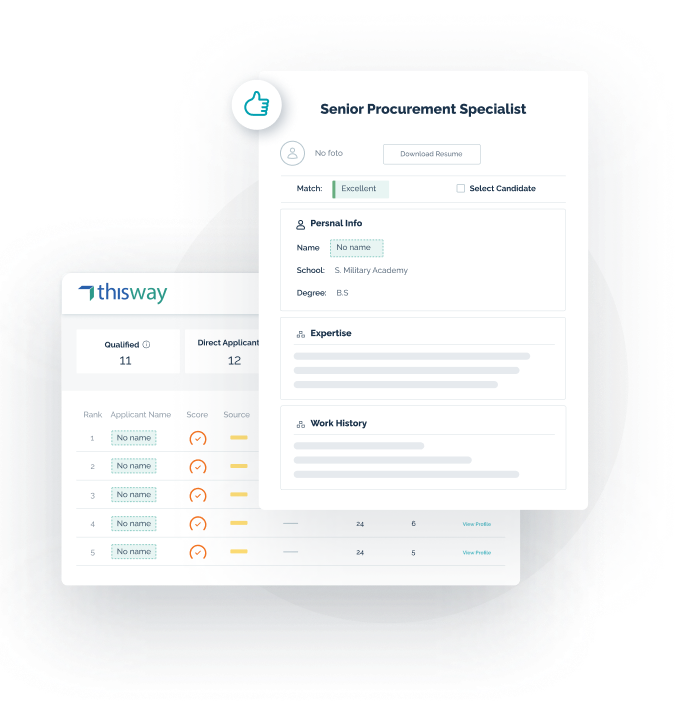 Senior Procurement Specialist
No foto
Download Resume
Match: Excellent
Select Candidate
Persnal Info
Name No name
School: S. Military Academy
Degree: B.S
Expertise
Work History
thisway
Qualified
11
Direct Applicant
12
Rank Applicant Name Score Source
1 No name
2 No name
3 No name
4 No name 24 6 View Profile
5 No name 24 5 View Profile